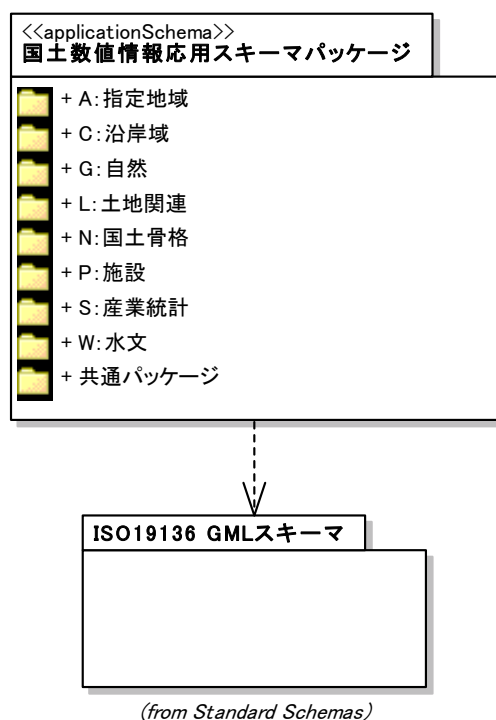 <<applicationSchema>>
国土数値情報応用スキーマパッケージ
+ A:指定地域
+ C:沿岸域
+ G:自然
+ L:土地関連
+ N:国土骨格
+ P:施設
+ S:産業統計
+ W:水文
+ 共通パッケージ
ISO19136 GMLスキーマ
(from Standard Schemas)